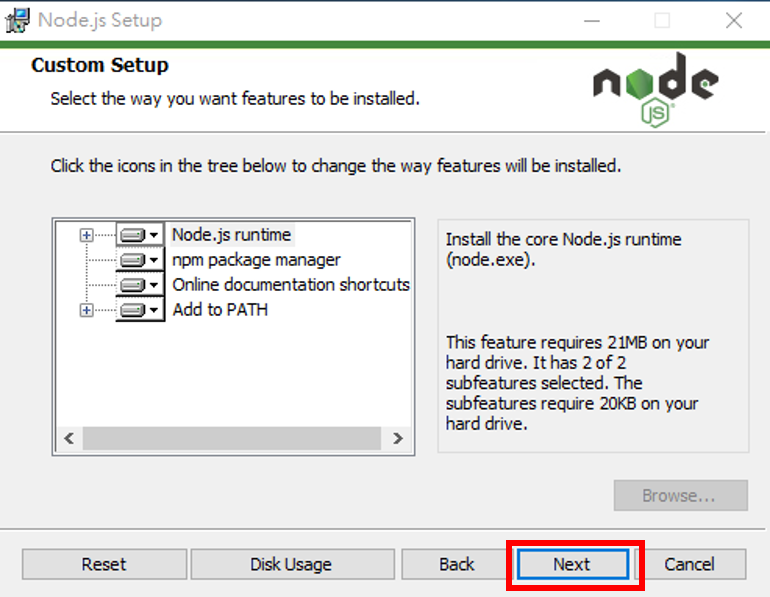 Node.js Setup
Custom Setup
Select the way you want features to be installed.
node
JS
Click the icons in the tree below to change the way features will be installed.
Node.js runtime
npm package manager
Online documentation shortcuts
Add to PATH
Install the core Node.js runtime
(node.exe).
This feature requires 21MB on your
hard drive. It has 2 of 2
subfeatures selected. The
subfeatures require 20KB on your
hard drive.
Browse...
Reset
Disk Usage
Back
Next
Cancel